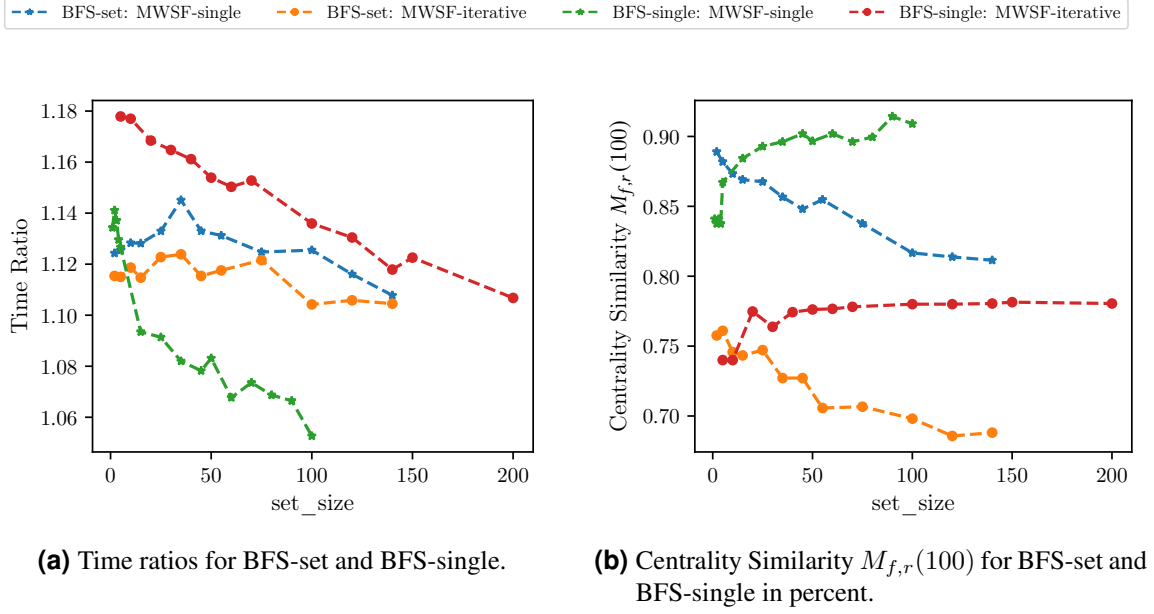 BFS-set: MWSF-single BFS-set: MWSF-iterative BFS-single: MWSF-single BFS-single: MWSF-iterative
Time Ratio
1.18
1.16
1.14
1.12
1.10
1.08
1.06
0 50 100 150 200
set_size
Centrality Similarity M_{f,r}(100)
0.90
0.85
0.80
0.75
0.70
0 50 100 150 200
set_size
(a) Time ratios for BFS-set and BFS-single.
(b) Centrality Similarity M_{f,r}(100) for BFS-set and
BFS-single in percent.